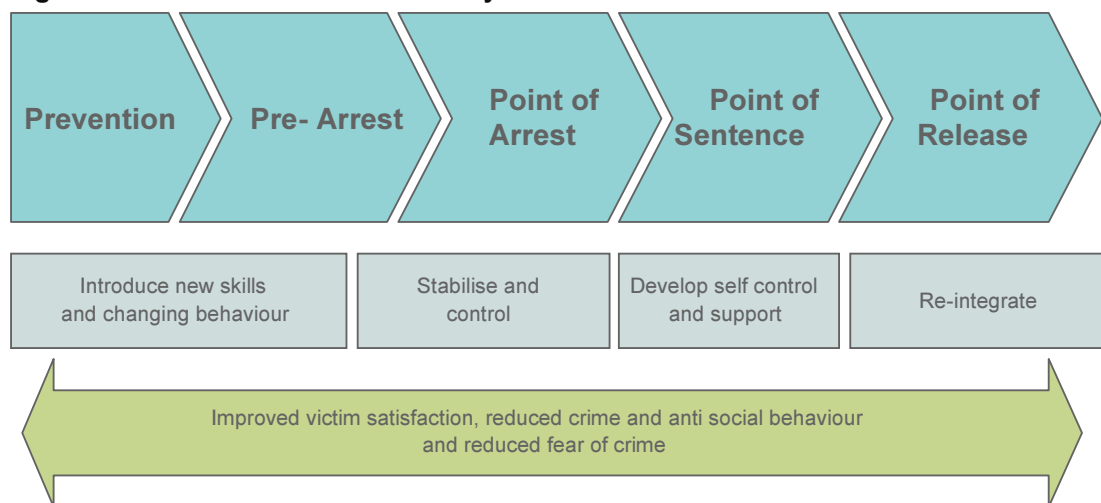 Prevention
Pre- Arrest
Point of
Arrest
Point of
Sentence
Point of
Release
Introduce new skills
and changing behaviour
Stabilise and
control
Develop self control
and support
Re-integrate
Improved victim satisfaction, reduced crime and anti social behaviour
and reduced fear of crime